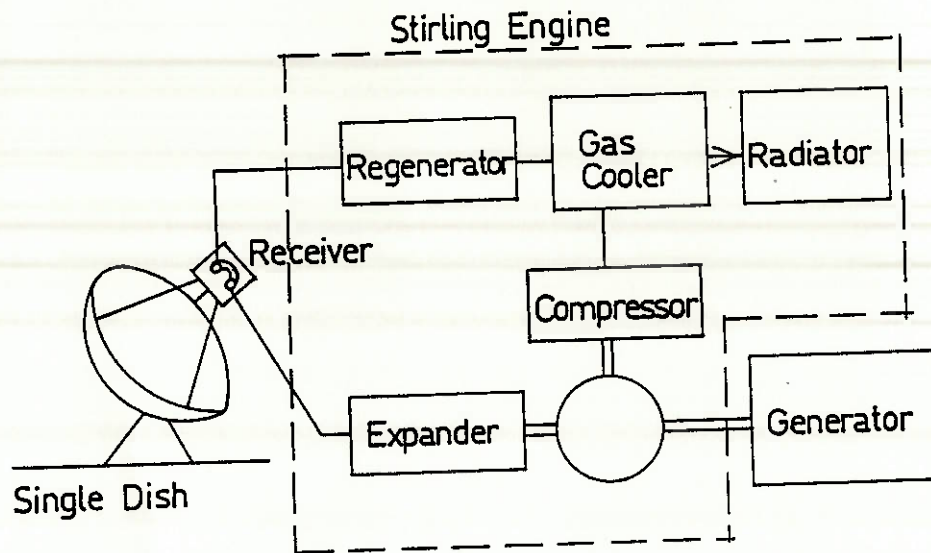 Stirling Engine
Regenerator
Gas
Cooler
Radiator
Receiver
Compressor
Expander
Generator
Single Dish